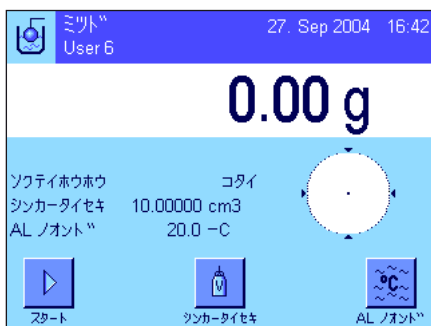 ミツド 27. Sep 2004 16:42
User 6
0.00 g
ソクテイホウホウ コタイ
シンカータイセキ 10.00000 cm3
AL ノオンド 20.0 −C
°C
スタート シンカータイセキ AL ノオンド